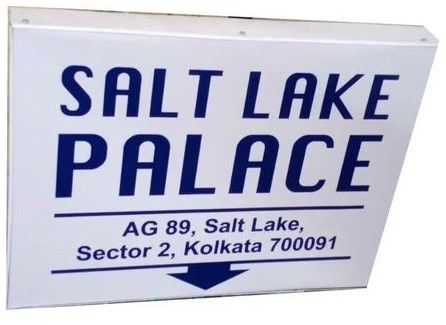 SALT LAKE
PALACE
AG 89, Salt Lake,
Sector 2, Kolkata 700091